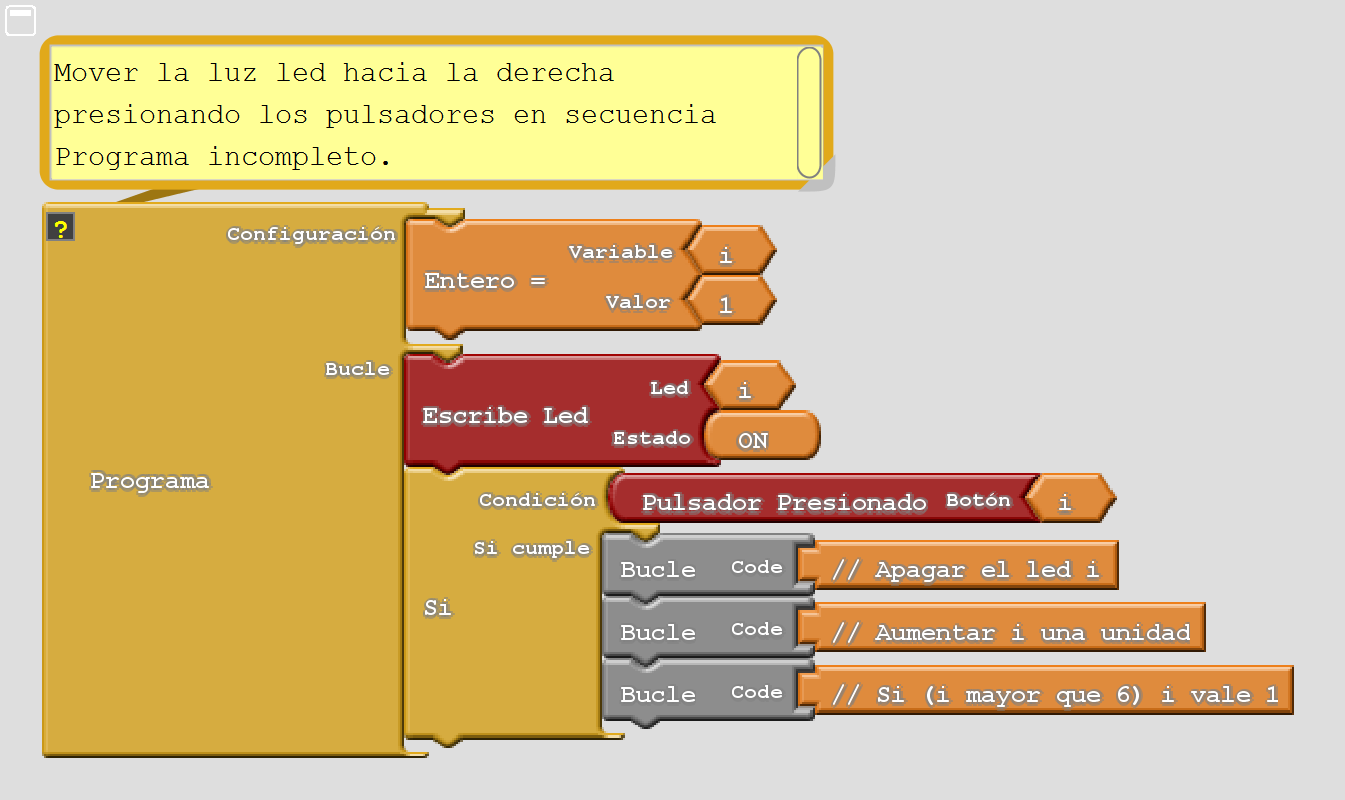 Mover la luz led hacia la derecha
presionando los pulsadores en secuencia
Programa incompleto.
?
Configuración
Variable i
Entero =
Valor 1
Bucle
Led i
Escribe Led
Estado ON
Programa
Condición Pulsador Presionado Botón i
Si cumple
Bucle Code // Apagar el led i
Si
Bucle Code // Aumentar i una unidad
Bucle Code // Si (i mayor que 6) i vale 1